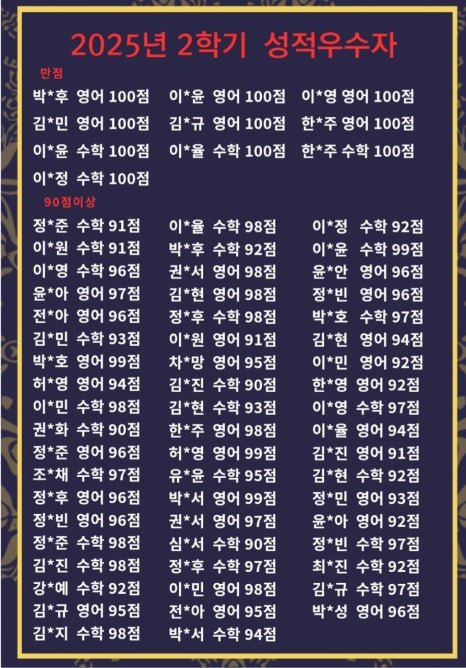 2025년 2학기 성적우수자
만점
박*후 영어 100점 이*윤 영어 100점 이*영 영어 100점
김*민 영어 100점 김*규 영어 100점 한*주 영어 100점
이*윤 수학 100점 이*율 수학 100점 한*주 수학 100점
이*정 수학 100점
90점이상
정*준 수학 91점 이*율 수학 98점 이*정 수학 92점
이*원 수학 91점 박*후 수학 92점 이*윤 수학 99점
이*영 수학 96점 권*서 영어 98점 윤*안 영어 96점
윤*아 영어 97점 김*현 영어 98점 정*빈 영어 96점
전*아 영어 96점 정*후 수학 98점 박*호 수학 97점
김*민 수학 93점 이*원 영어 91점 김*현 영어 94점
박*호 영어 99점 차*망 영어 95점 이*민 영어 92점
허*영 영어 94점 김*진 수학 90점 한*영 영어 92점
이*민 수학 98점 김*현 수학 93점 이*영 수학 97점
권*화 수학 90점 한*주 영어 98점 이*율 영어 94점
정*준 영어 96점 허*영 영어 99점 김*진 영어 91점
조*채 수학 97점 유*윤 수학 95점 김*현 수학 92점
정*후 영어 96점 박*서 영어 99점 정*민 영어 93점
정*빈 영어 96점 권*서 영어 97점 윤*아 영어 92점
정*준 수학 98점 심*서 수학 90점 정*빈 수학 97점
김*진 수학 98점 정*후 수학 97점 최*진 수학 92점
강*예 수학 92점 이*민 영어 98점 김*규 수학 97점
김*규 영어 95점 전*아 영어 95점 박*성 영어 96점
김*지 수학 98점 박*서 수학 94점